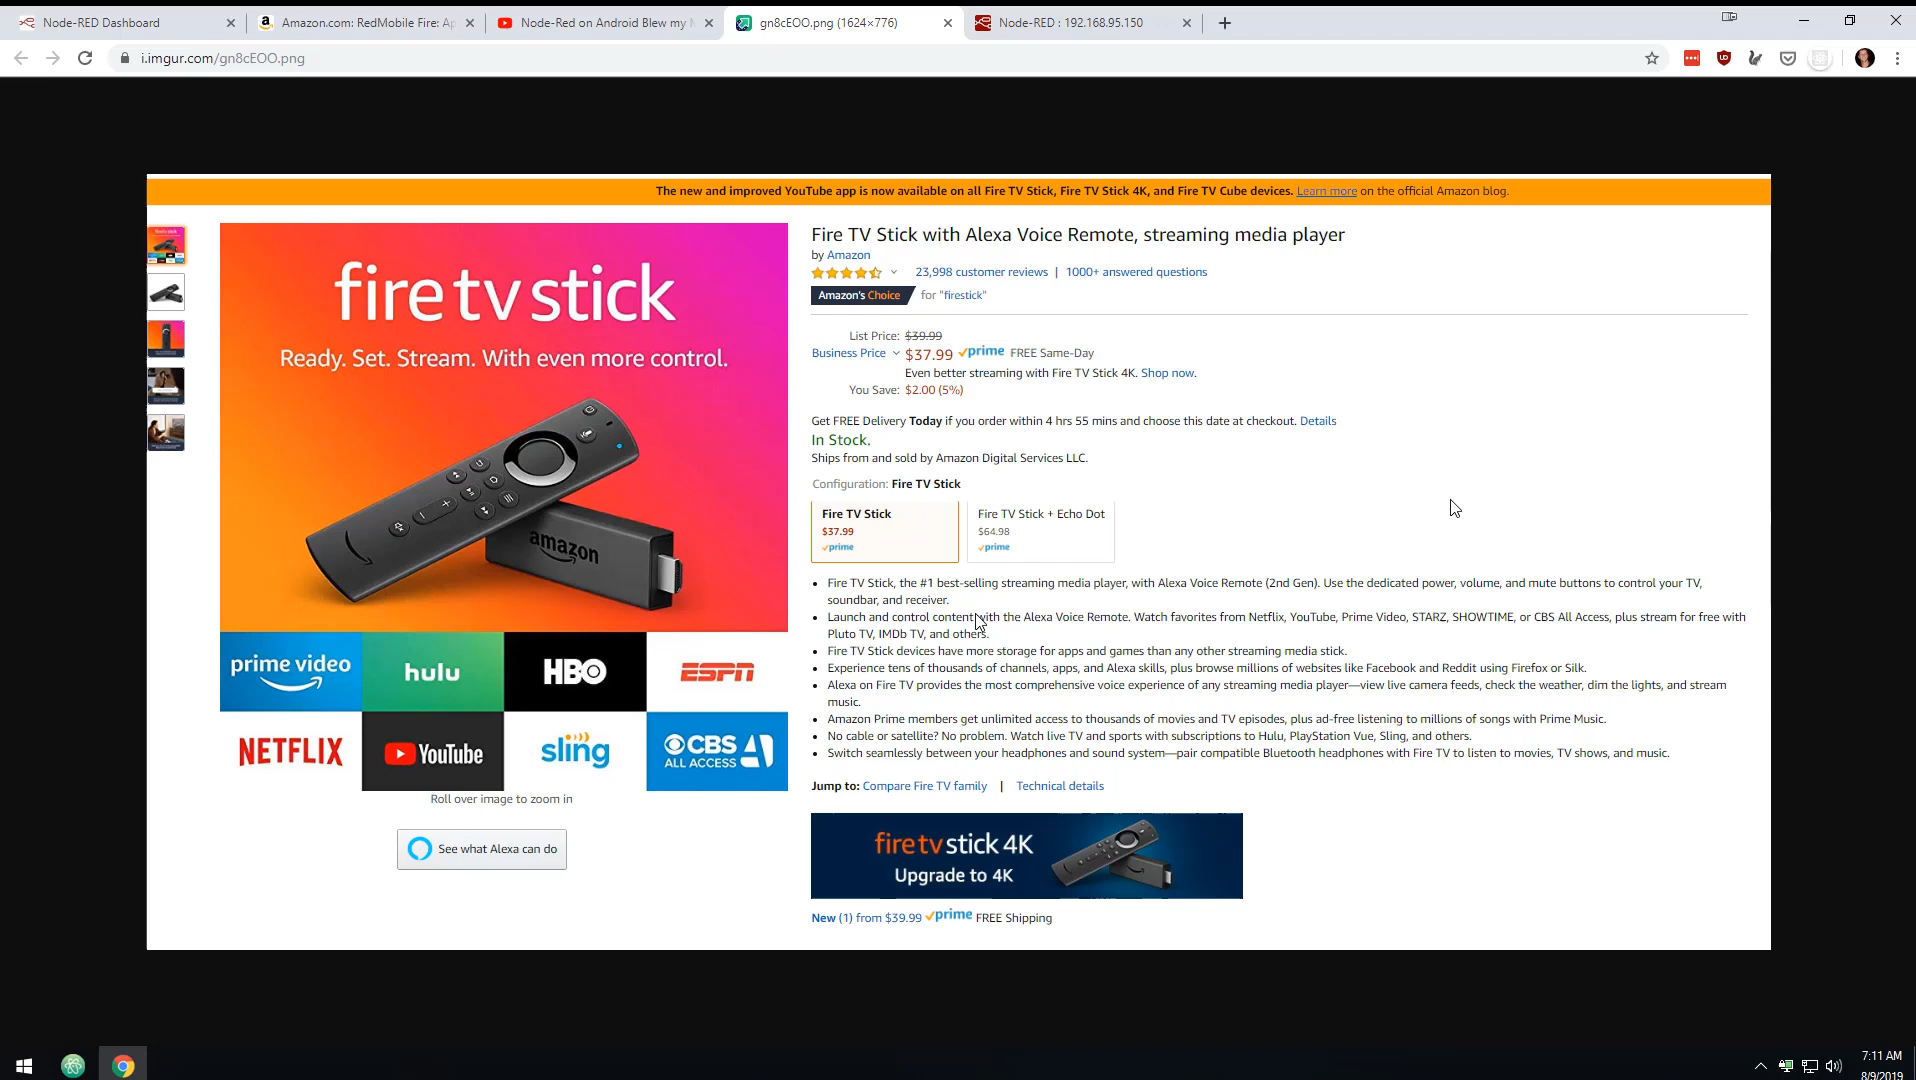 Node-RED Dashboard
Amazon.com: RedMobile Fire: Ap
Node-Red on Android Blew my
gn8cEOO.png (1624×776)
Node-RED : 192.168.95.150
i.imgur.com/gn8cEOO.png
The new and improved YouTube app is now available on all Fire TV Stick, Fire TV Stick 4K, and Fire TV Cube devices. Learn more on the official Amazon blog.
fire tv stick
Ready. Set. Stream. With even more control.
amazon
prime video
hulu
HBO
ESPN
NETFLIX
YouTube
sling
CBS ALL ACCESS
Roll over image to zoom in
See what Alexa can do
Fire TV Stick with Alexa Voice Remote, streaming media player
by Amazon
23,998 customer reviews | 1000+ answered questions
Amazon's Choice for "firestick"
List Price: $39.99
Business Price $37.99 prime FREE Same-Day
Even better streaming with Fire TV Stick 4K. Shop now.
You Save: $2.00 (5%)
Get FREE Delivery Today if you order within 4 hrs 55 mins and choose this date at checkout. Details
In Stock.
Ships from and sold by Amazon Digital Services LLC.
Configuration: Fire TV Stick
Fire TV Stick
$37.99
prime
Fire TV Stick + Echo Dot
$64.98
prime
• Fire TV Stick, the #1 best-selling streaming media player, with Alexa Voice Remote (2nd Gen). Use the dedicated power, volume, and mute buttons to control your TV,
soundbar, and receiver.
• Launch and control content with the Alexa Voice Remote. Watch favorites from Netflix, YouTube, Prime Video, STARZ, SHOWTIME, or CBS All Access, plus stream for free with
Pluto TV, IMDb TV, and others.
• Fire TV Stick devices have more storage for apps and games than any other streaming media stick.
• Experience tens of thousands of channels, apps, and Alexa skills, plus browse millions of websites like Facebook and Reddit using Firefox or Silk.
• Alexa on Fire TV provides the most comprehensive voice experience of any streaming media player—view live camera feeds, check the weather, dim the lights, and stream
music.
• Amazon Prime members get unlimited access to thousands of movies and TV episodes, plus ad-free listening to millions of songs with Prime Music.
• No cable or satellite? No problem. Watch live TV and sports with subscriptions to Hulu, PlayStation Vue, Sling, and others.
• Switch seamlessly between your headphones and sound system—pair compatible Bluetooth headphones with Fire TV to listen to movies, TV shows, and music.
Jump to: Compare Fire TV family | Technical details
fire tv stick 4K
Upgrade to 4K
New (1) from $39.99 prime FREE Shipping
7:11 AM
8/9/2019